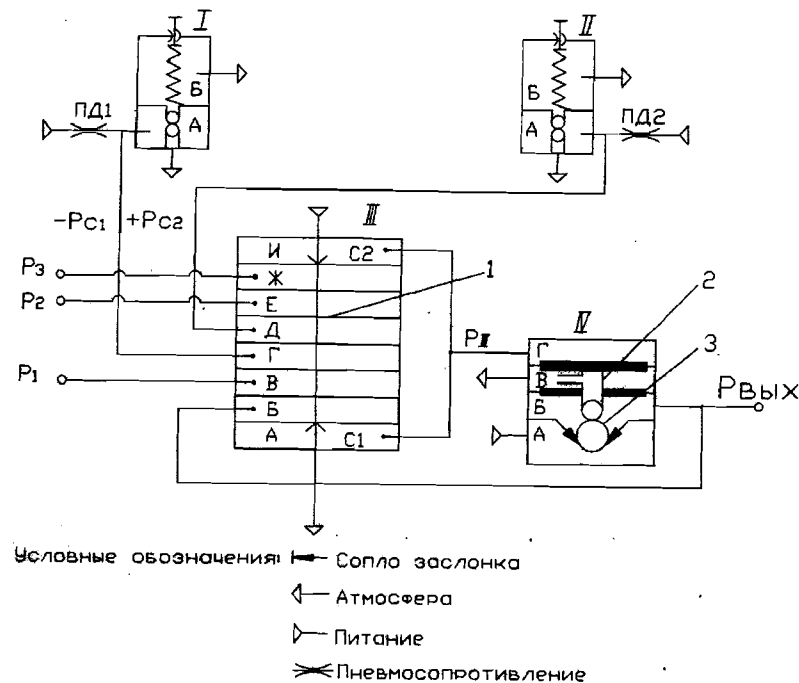 I
II
Б
А
ПД1
Б
А
ПД2
-Рс1 +Рс2
III
И С2
Р3
Ж
1
Р2
Е
Д
2
IV
РIII
Г
3
Г
Р1
В
В
Рвых
Б
Б
А С1
А
Условные обозначения: Сопло заслонка
Атмосфера
Питание
Пневмосопротивление